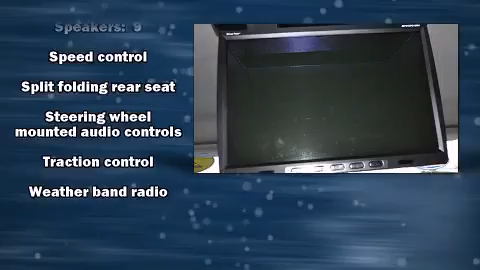 Speakers: 9
Speed control
Split folding rear seat
Steering wheel
mounted audio controls
Traction control
Weather band radio